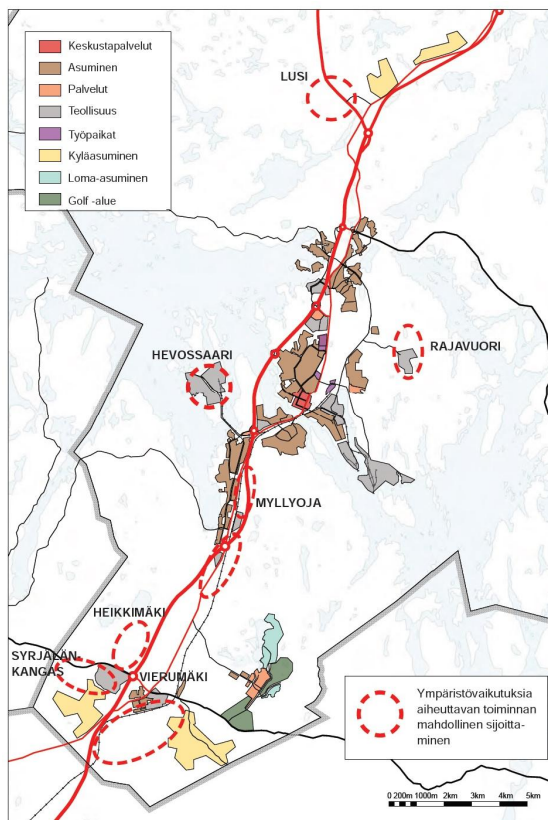 Keskustapalvelut
Asuminen
Palvelut
Teollisuus
Työpaikat
Kyläasuminen
Loma-asuminen
Golf -alue
LUSI
HEVOSSAARI
RAJAVUORI
MYLLYOJA
HEIKKIMÄKI
SYRJÄLÄN
KANGAS
VIERUMÄKI
Ympäristövaikutuksia
aiheuttavan toiminnan
mahdollinen sijoitta-
minen
0 200m 1000m 2km 3km 4km 5km